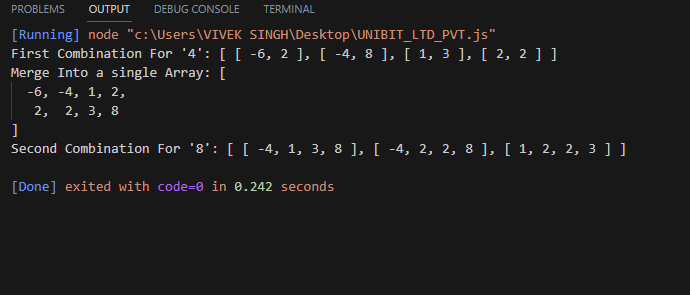 PROBLEMS OUTPUT DEBUG CONSOLE TERMINAL
[Running] node "c:\Users\VIVEK SINGH\Desktop\UNIBIT_LTD_PVT.js"
First Combination For '4': [ [ -6, 2 ], [ -4, 8 ], [ 1, 3 ], [ 2, 2 ] ]
Merge Into a single Array: [
  -6, -4, 1, 2,
   2,  2, 3, 8
]
Second Combination For '8': [ [ -4, 1, 3, 8 ], [ -4, 2, 2, 8 ], [ 1, 2, 2, 3 ] ]
[Done] exited with code=0 in 0.242 seconds